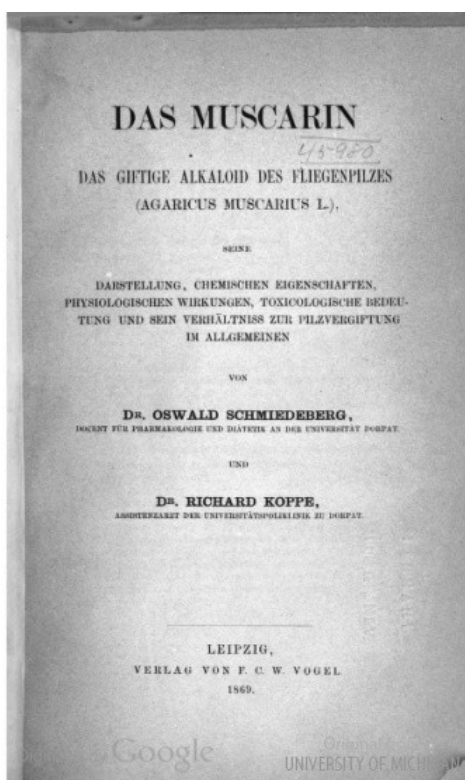 DAS MUSCARIN
45-980
DAS GIFTIGE ALKALOID DES FLIEGENPILZES
(AGARICUS MUSCARIUS L.),
SEINE
DARSTELLUNG, CHEMISCHEN EIGENSCHAFTEN,
PHYSIOLOGISCHEN WIRKUNGEN, TOXICOLOGISCHE BEDEU-
TUNG UND SEIN VERHÄLTNISS ZUR PILZVERGIFTUNG
IM ALLGEMEINEN
VON
DR. OSWALD SCHMIEDEBERG,
DOCENT FÜR PHARMAKOLOGIE UND DIÄTETIK AN DER UNIVERSITÄT DORPAT.
UND
DR. RICHARD KOPPE,
ASSISTENZARZT DER UNIVERSITÄTSPOLIKLINIK ZU DORPAT.
LEIPZIG,
VERLAG VON F. C. W. VOGEL
1869.
Google
UNIVERSITY OF MICHIGAN